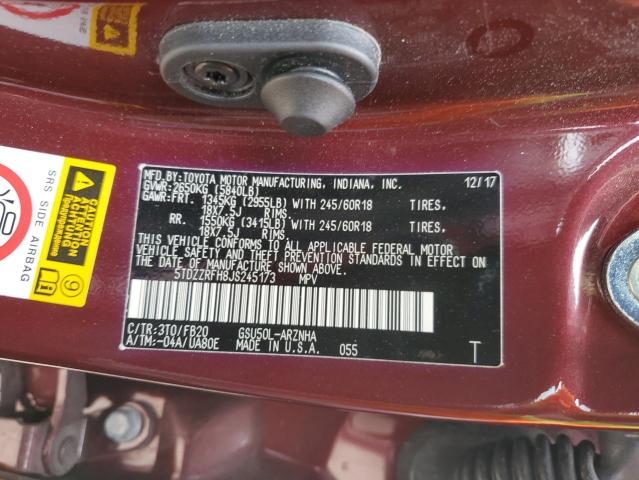 MFD.BY:TOYOTA MOTOR MANUFACTURING, INDIANA, INC. 12/17
GVWR:2650KG (5840LB)
GAWR:FRT. 1345KG (2955LB) WITH 245/60R18 TIRES,
18X7.5J RIMS.
RR. 1550KG (3415LB) WITH 245/60R18 TIRES,
18X7.5J RIMS.
THIS VEHICLE CONFORMS TO ALL APPLICABLE FEDERAL MOTOR
VEHICLE SAFETY AND THEFT PREVENTION STANDARDS IN EFFECT ON
THE DATE OF MANUFACTURE SHOWN ABOVE.
5TDZZRFH8JS245173 MPV
C/TR:3T0/FB20 GSU50L-ARZNHA
A/TM:-04A/UA80E MADE IN U.S.A. 055 T
SRS SIDE AIRBAG
CAUTION
ATTENTION
9